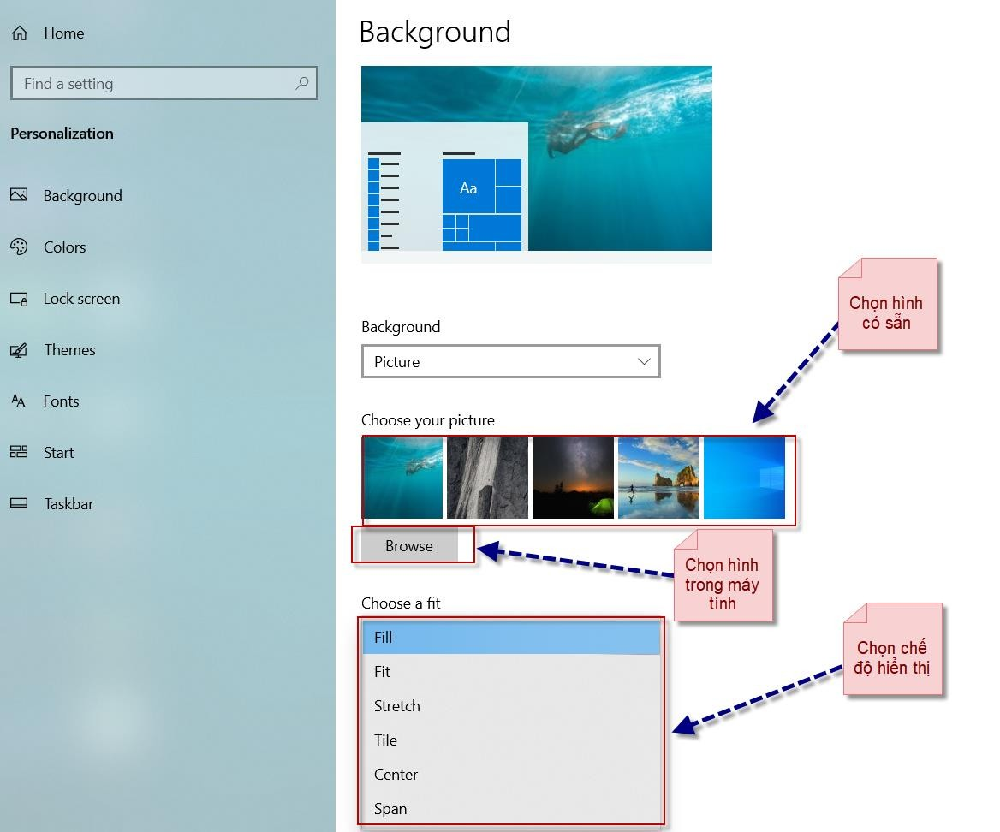 Home
Find a setting
Personalization
Background
Colors
Lock screen
Themes
Fonts
Start
Taskbar
Background
Aa
Background
Picture
Choose your picture
Chọn hình
có sẵn
Browse
Chọn hình
trong máy
tính
Choose a fit
Fill
Fit
Stretch
Tile
Center
Span
Chọn chế
độ hiển thị